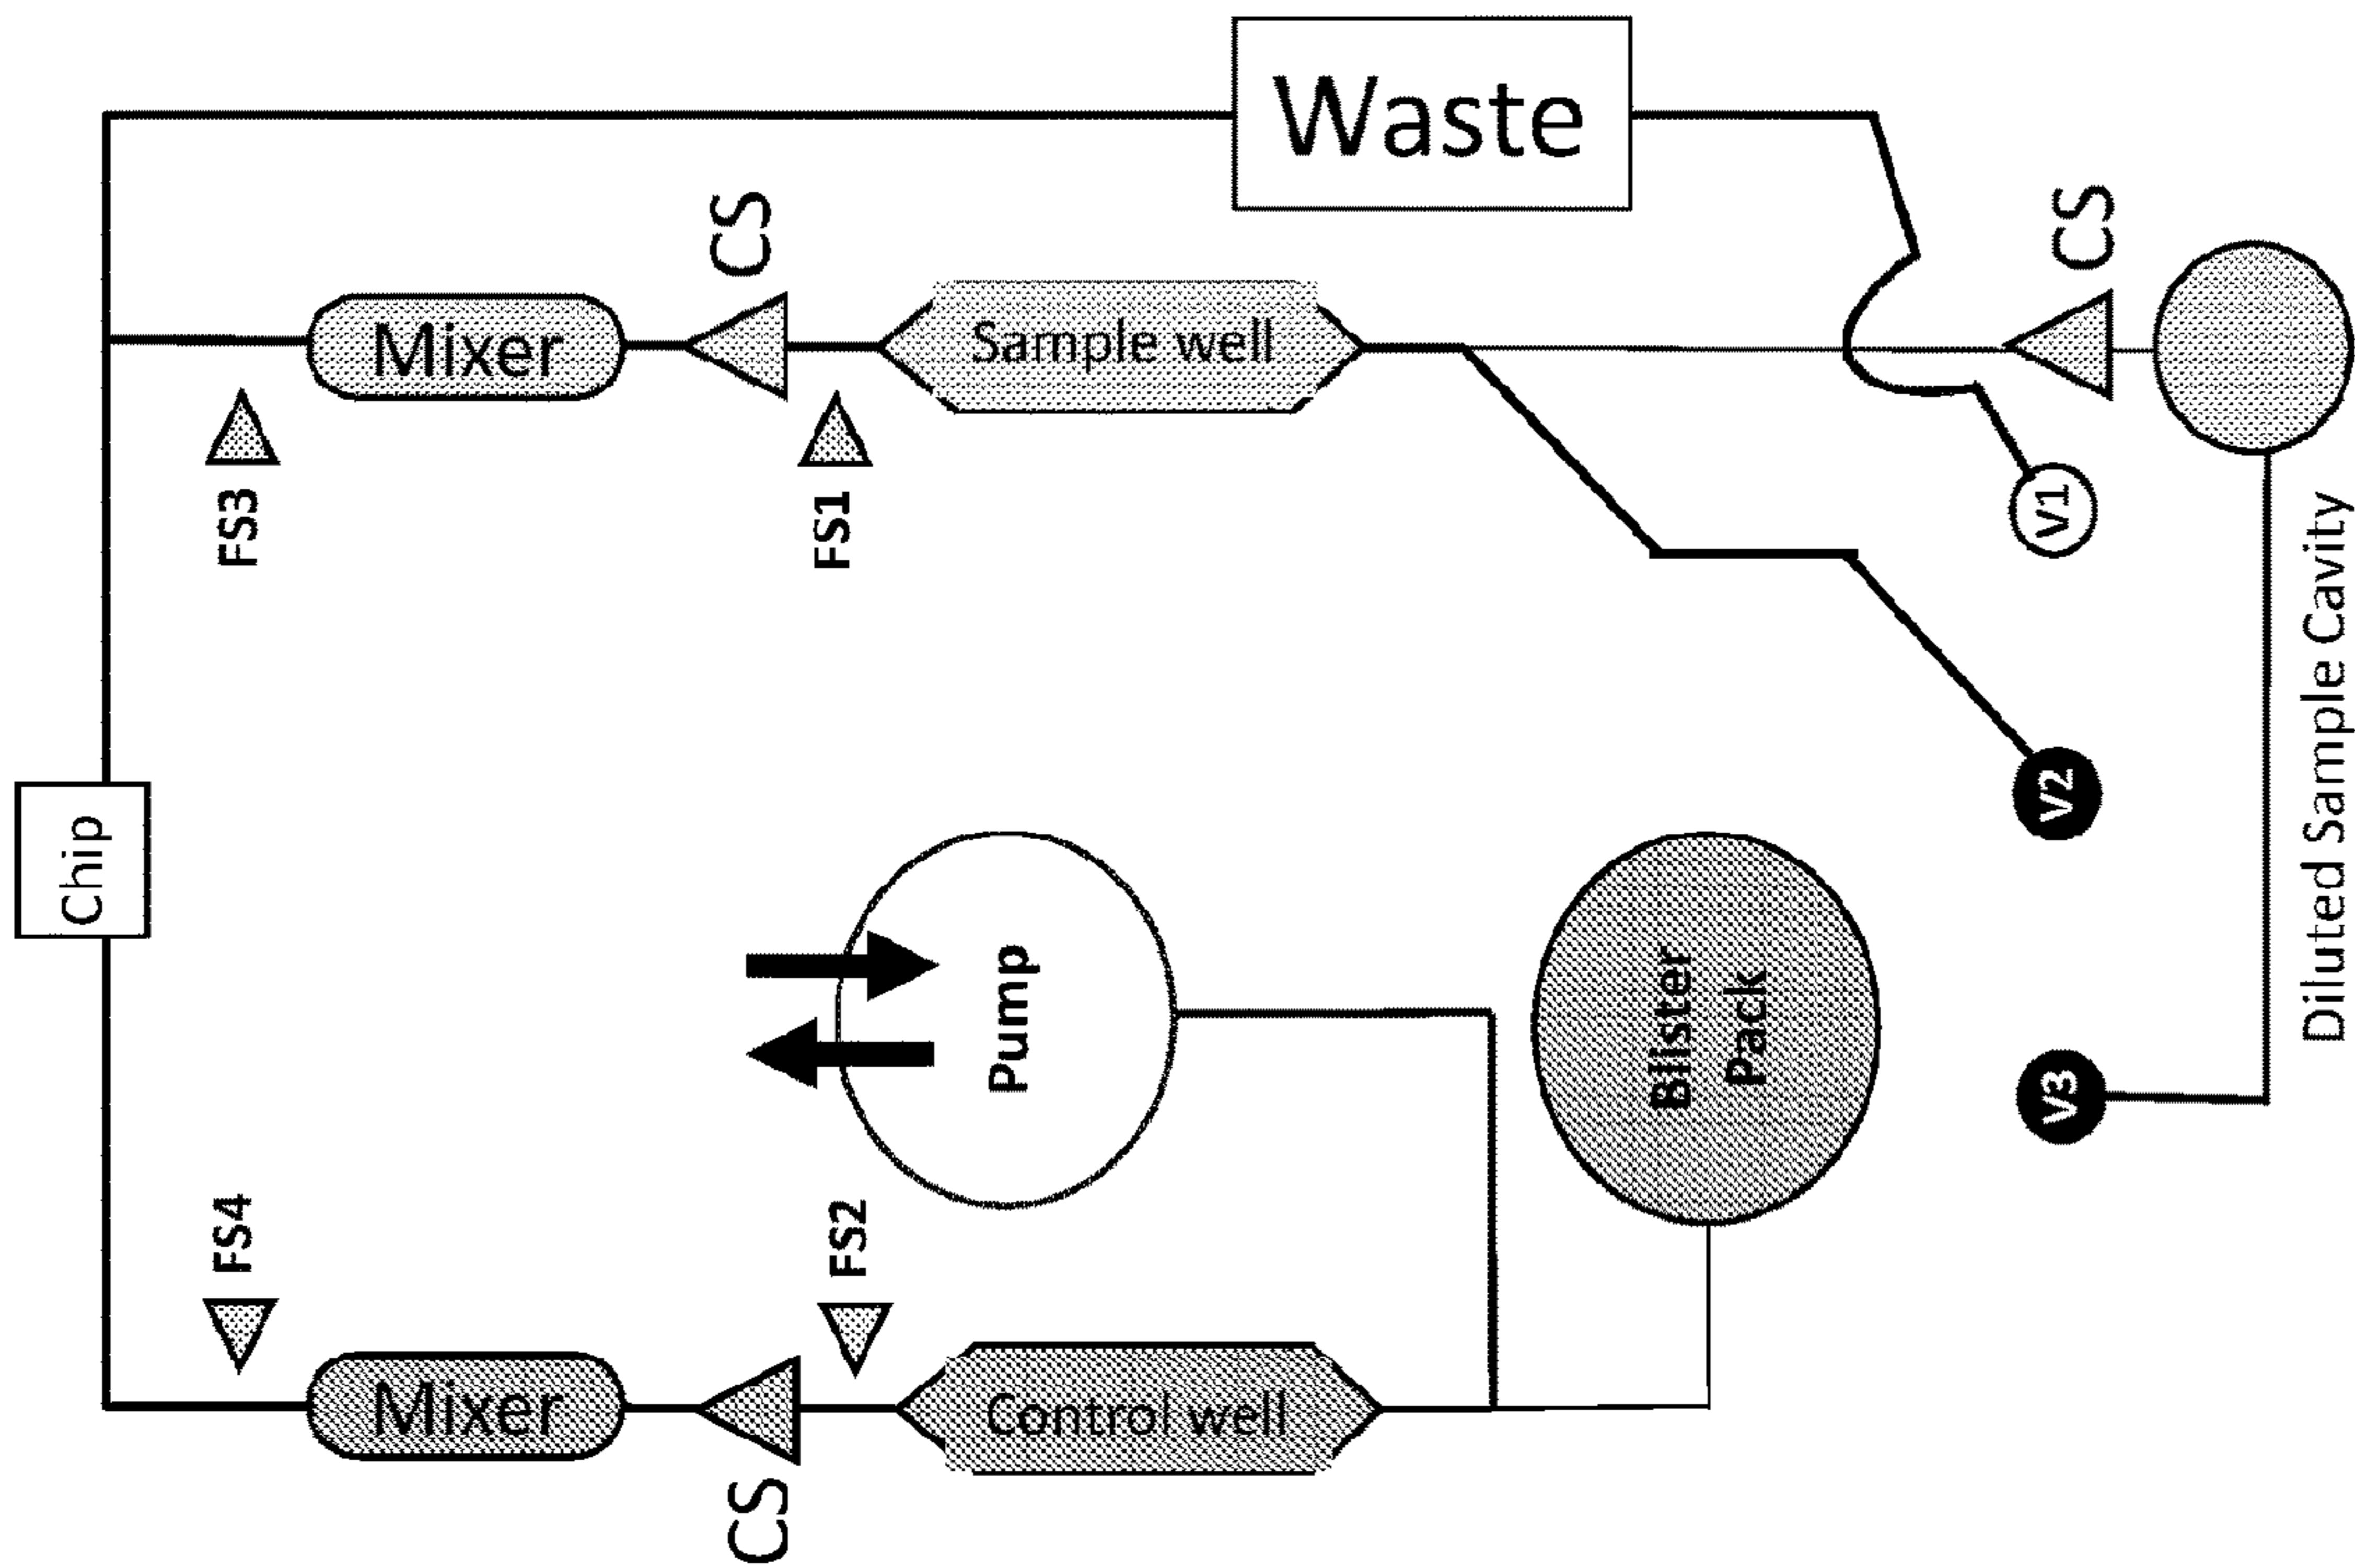 Waste
CS
CS
Mixer
Sample well
FS3
FS1
V1
Chip
V2
Pump
Blister
Pack
Diluted Sample Cavity
V3
FS4
FS2
Mixer
Control well
CS